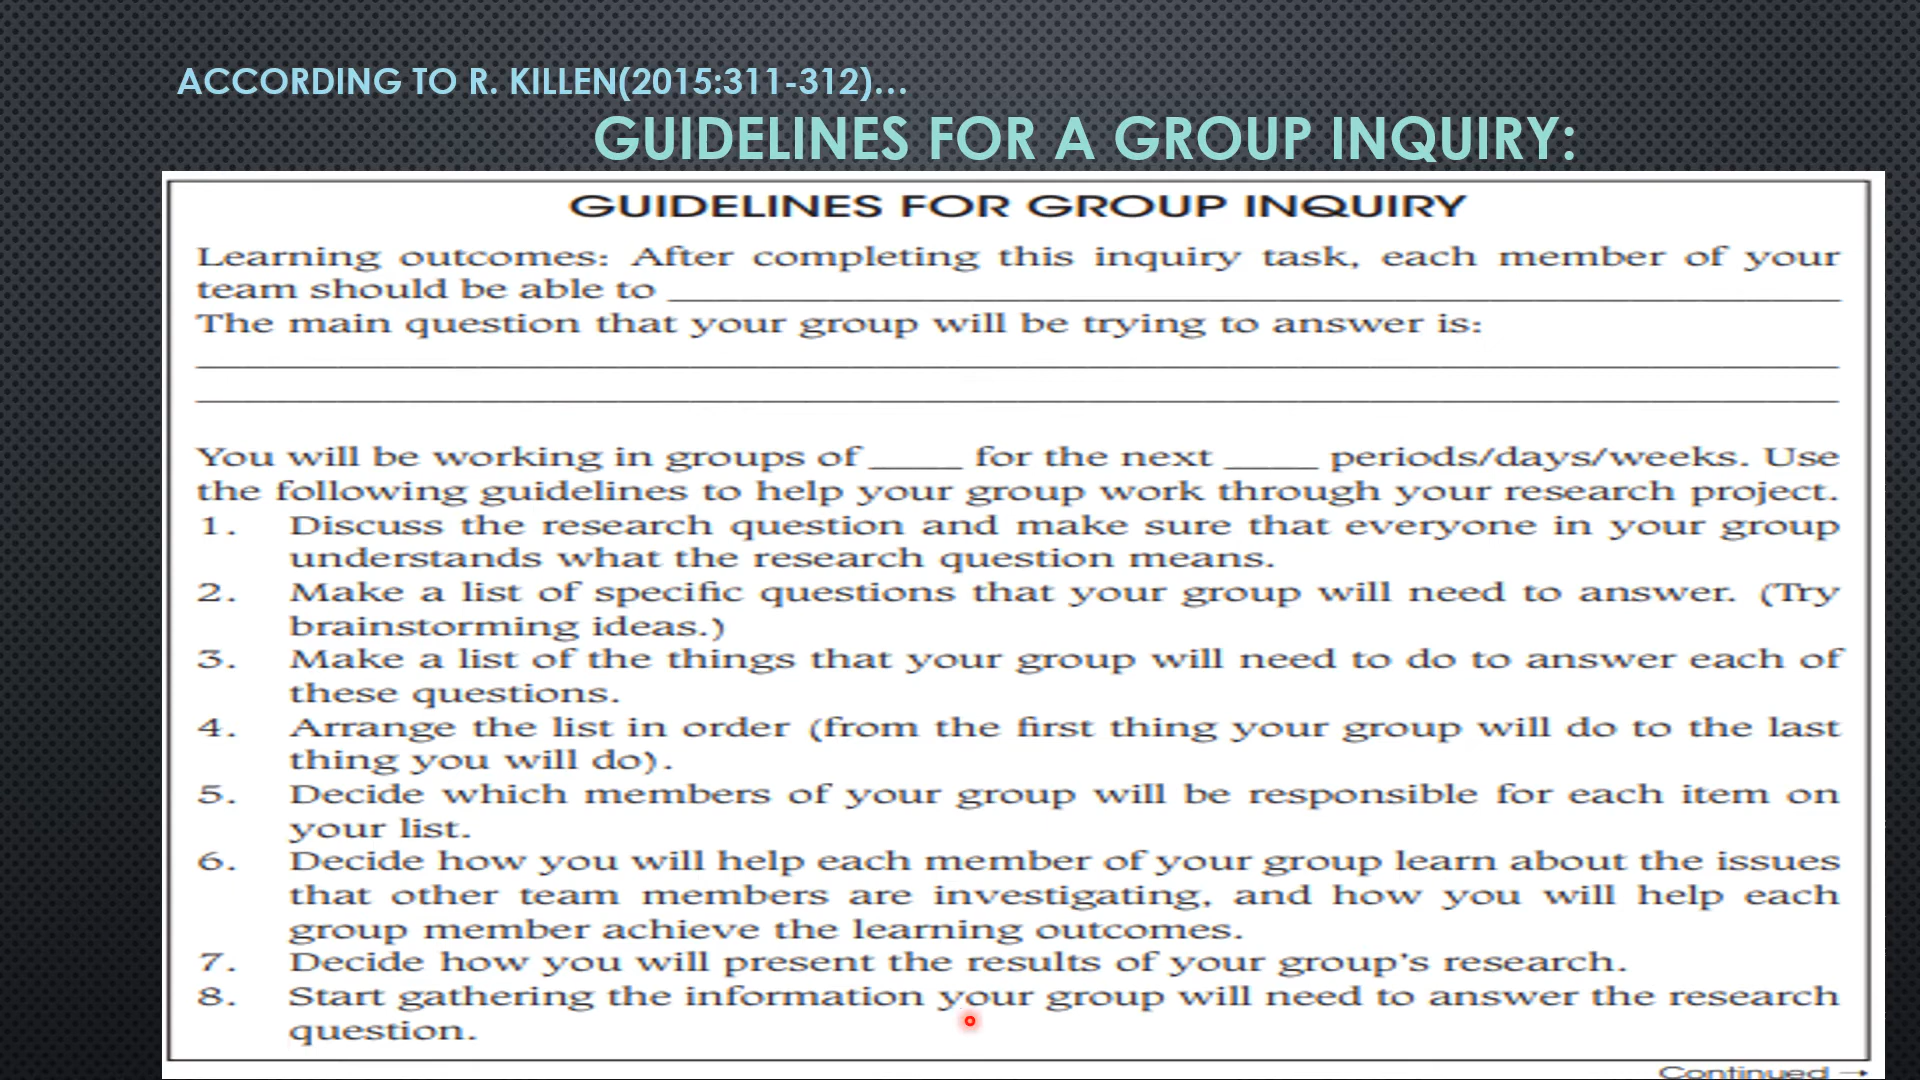 ACCORDING TO R. KILLEN(2015:311-312)...
GUIDELINES FOR A GROUP INQUIRY:
GUIDELINES FOR GROUP INQUIRY
Learning outcomes: After completing this inquiry task, each member of your
team should be able to ____________________
The main question that your group will be trying to answer is:
____________________
____________________
You will be working in groups of ____ for the next ____ periods/days/weeks. Use
the following guidelines to help your group work through your research project.
1. Discuss the research question and make sure that everyone in your group
understands what the research question means.
2. Make a list of specific questions that your group will need to answer. (Try
brainstorming ideas.)
3. Make a list of the things that your group will need to do to answer each of
these questions.
4. Arrange the list in order (from the first thing your group will do to the last
thing you will do).
5. Decide which members of your group will be responsible for each item on
your list.
6. Decide how you will help each member of your group learn about the issues
that other team members are investigating, and how you will help each
group member achieve the learning outcomes.
7. Decide how you will present the results of your group's research.
8. Start gathering the information your group will need to answer the research
question.
Continued →